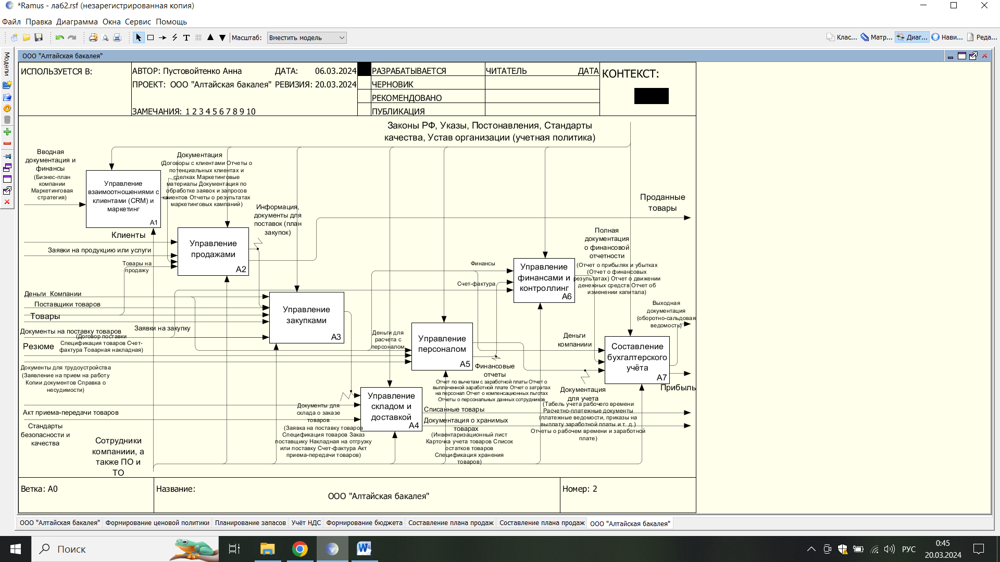 *Ramus - лаб2.rsf (незарегистрированная копия)
Файл Правка Диаграмма Окна Сервис Помощь
Масштаб: Вместить модель
Клас... Матр... Диаг... Нави... Реда...
Модели
ООО "Алтайская бакалея"
ИСПОЛЬЗУЕТСЯ В:
АВТОР: Пустовойтенко Анна
ДАТА: 06.03.2024
ПРОЕКТ: ООО "Алтайская бакалея"
РЕВИЗИЯ: 20.03.2024
ЗАМЕЧАНИЯ: 1 2 3 4 5 6 7 8 9 10
РАЗРАБАТЫВАЕТСЯ
ЧЕРНОВИК
РЕКОМЕНДОВАНО
ПУБЛИКАЦИЯ
ЧИТАТЕЛЬ ДАТА
КОНТЕКСТ:
Законы РФ, Указы, Постонавления, Стандарты
качества, Устав организации (учетная политика)
Вводная
документация и
финансы
(Бизнес-план
компании
Маркетинговая
стратегия)
Управление
взаимоотношениями с
клиентами (CRM) и
маркетинг
A1
Документация
(Договоры с клиентами Отчеты о
потенциальных клиентах и
сделках Маркетинговые
материалы Документация по
обработке заявок и запросов
клиентов Отчеты о результатах
маркетинговых кампаний)
Информация,
документы для
поставок (план
закупок)
Проданные
товары
Клиенты
Заявки на продукцию или услуги
Товары на
продажу
Управление
продажами
A2
Полная
документация
о финансовой
отчетности
(Отчет о прибылях и убытках
(Отчет о финансовых
результатах) Отчет о движении
денежных средств Отчет об
изменении капитала)
Финансы
Счет-фактура
Управление
финансами и
контроллинг
A6
Деньги Компании
Поставщики товаров
Товары
Документы на поставку товаров
(Договор поставки
Спецификация товаров Счет-
фактура Товарная накладная)
Заявки на закупку
Управление
закупками
A3
Выходная
документация
(оборотно-сальдовая
ведомость)
Резюме
Деньги для
расчета с
персоналом
Управление
персоналом
A5
Деньги
компаниии
Составление
бухгалтерского
учёта
A7
Прибыль
Документы для трудоустройства
(Заявление на прием на работу
Копии документов Справка о
несудимости)
Финансовые
отчеты
Отчет по вычетам с заработной платы Отчет о
выплаченной заработной плате Отчет о затратах
на персонал Отчет о компенсационных льготах
Отчеты о персональных данных сотрудников
Документация
для учета
(Табель учета рабочего времени
Расчетно-платежные документы
(платежные ведомости, приказы на
выплату заработной платы и т. д.)
Отчеты о рабочем времени и заработной
плате)
Акт приема-передачи товаров
Стандарты
безопасности и
качества
Документы для
склада о заказе
товаров
(Заявка на поставку товаров
Спецификация товаров Заказ
поставщику Накладная на отгрузку
или поставку Счет-фактура Акт
приема-передачи товаров)
Управление
складом и
доставкой
A4
Списанные товары
Документация о хранимых
товарах
(Инвентаризационный лист
Карточка учета товаров Список
остатков товаров
Спецификация хранения
товаров)
Сотрудники
компаниии, а
также ПО и
ТО
Ветка: A0
Название:
ООО "Алтайская бакалея"
Номер: 2
ООО "Алтайская бакалея" Формирование ценовой политики Планирование запасов Учёт НДС Формирование бюджета Составление плана продаж Составление плана продаж ООО "Алтайская бакалея"
Поиск
РУС
0:45
20.03.2024